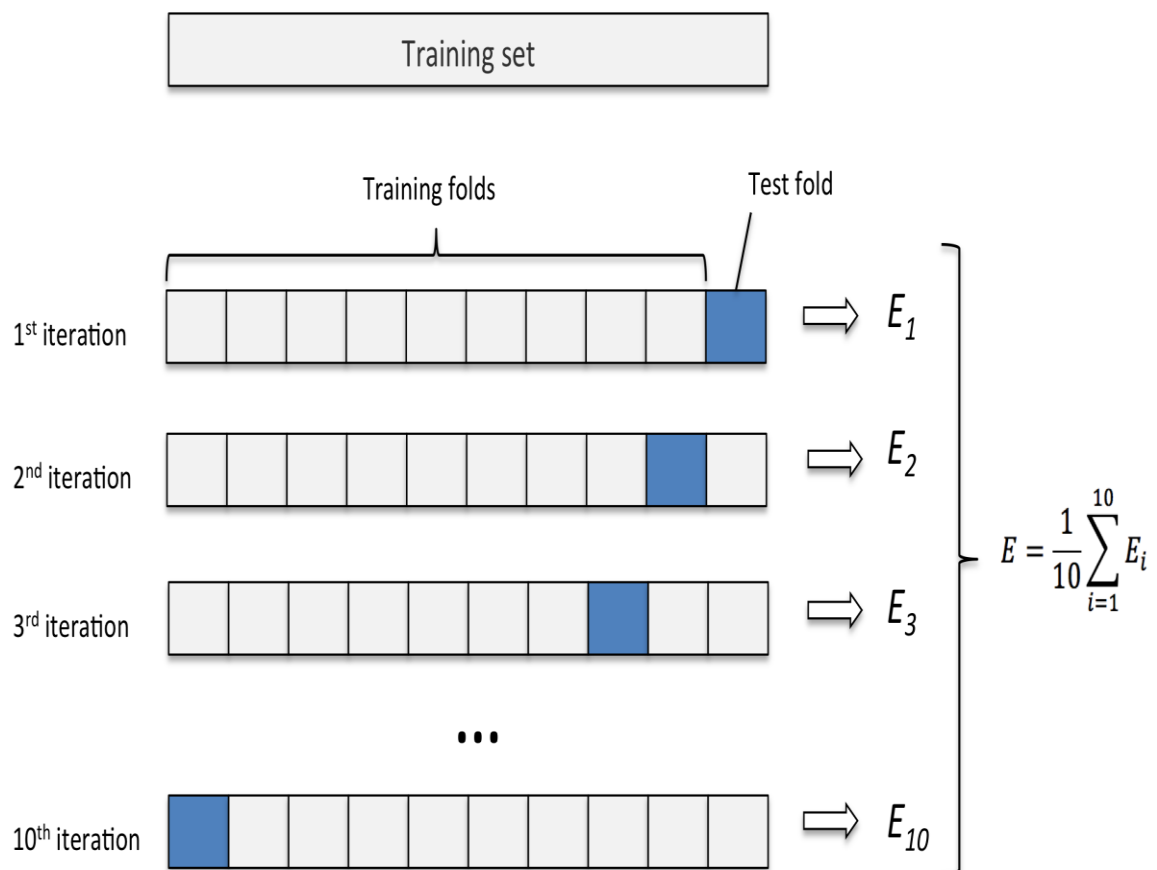 Training set
Training folds
Test fold
1st iteration
E1
2nd iteration
E2
E = 1/10 10∑i=1 Ei
3rd iteration
E3
...
10th iteration
E10